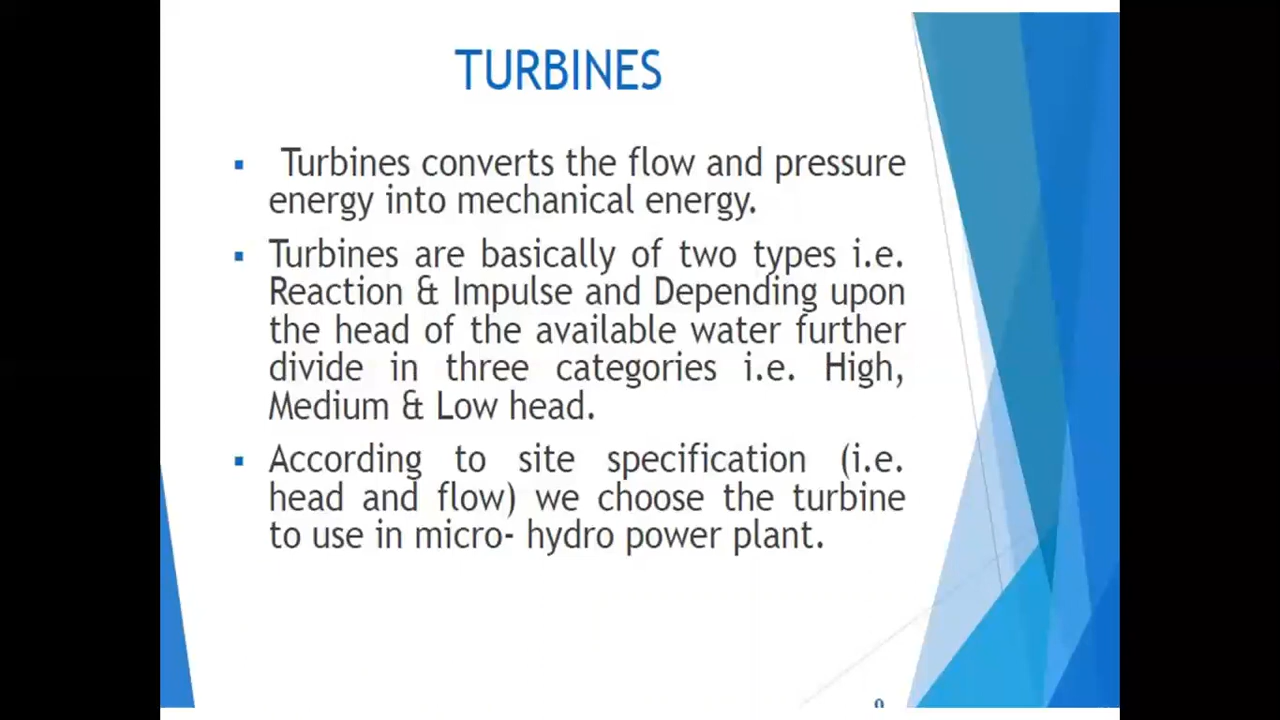 TURBINES
▪ Turbines converts the flow and pressure
energy into mechanical energy.
▪ Turbines are basically of two types i.e.
Reaction & Impulse and Depending upon
the head of the available water further
divide in three categories i.e. High,
Medium & Low head.
▪ According to site specification (i.e.
head and flow) we choose the turbine
to use in micro- hydro power plant.